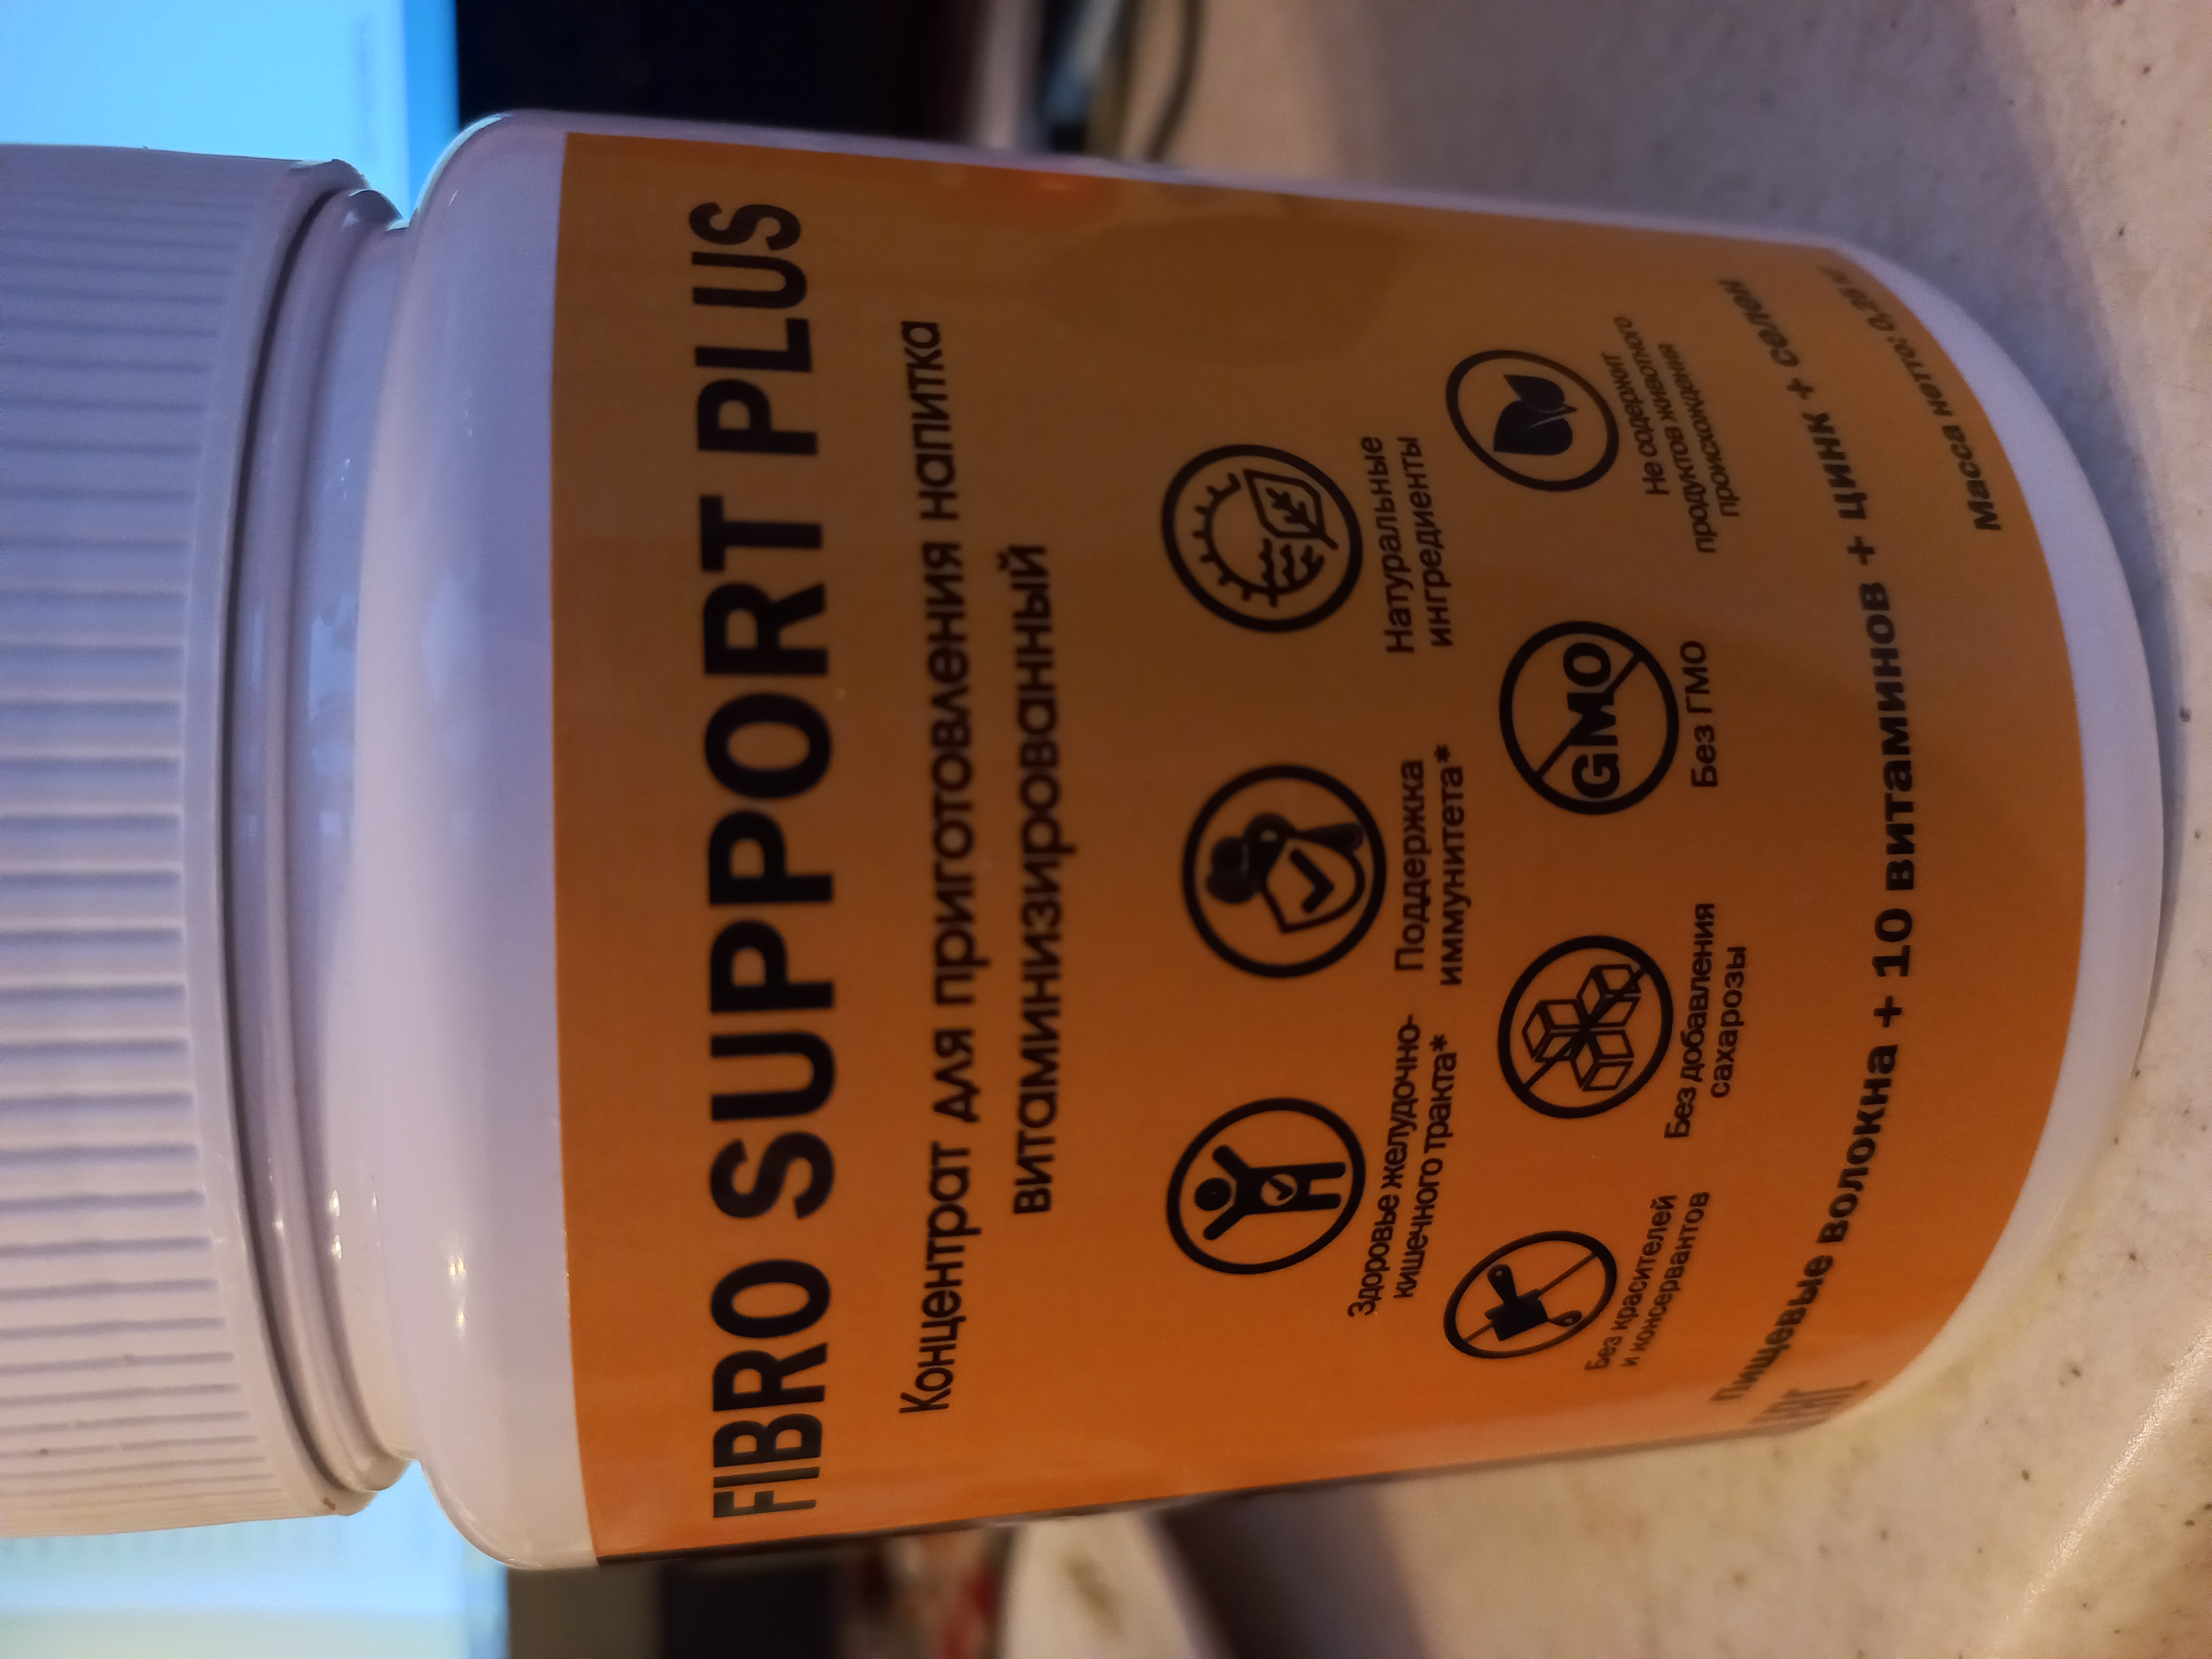 FIBRO SUPPORT PLUS
Концентрат для приготовления напитка
витаминизированный
Здоровье желудочно-
кишечного тракта*
Поддержка
иммунитета*
Натуральные
ингредиенты
Без красителей
и консервантов
Без добавления
сахарозы
GMO
Без ГМО
Не содержит
продуктов животного
происхождения
Пищевые волокна + 10 витаминов + цинк + селен
Масса нетто: